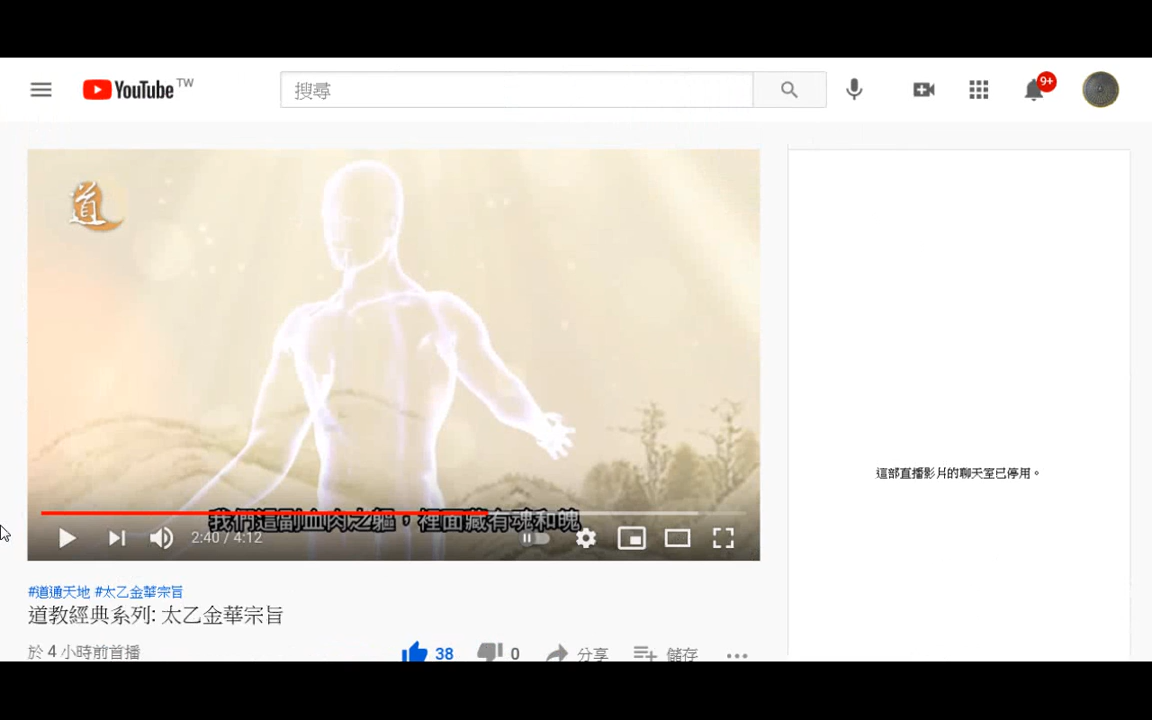 YouTube TW
搜尋
9+
道
我們這副血肉之軀，裡面藏有魂和魄
2:40 / 4:12
這部直播影片的聊天室已停用。
#道通天地 #太乙金華宗旨
道教經典系列: 太乙金華宗旨
於 4 小時前首播
38
0
分享
儲存